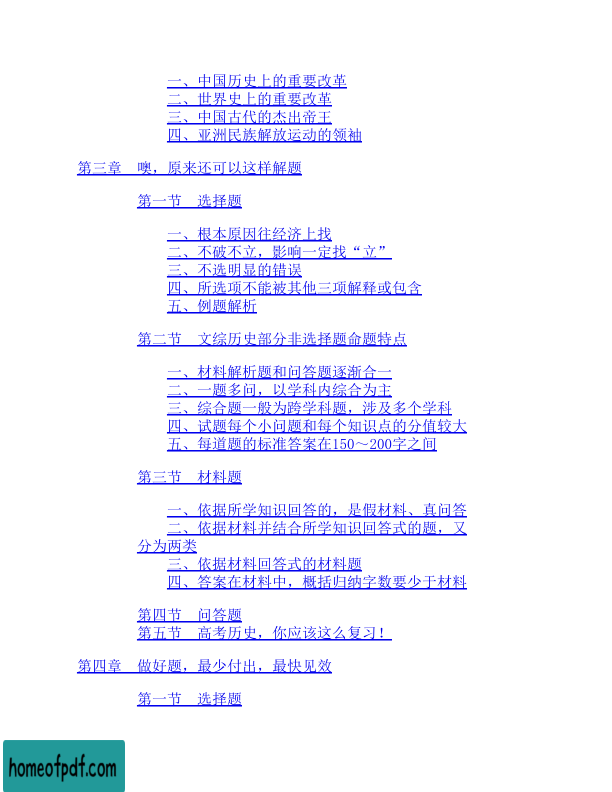 一、中国历史上的重要改革
二、世界史上的重要改革
三、中国古代的杰出帝王
四、亚洲民族解放运动的领袖
第三章　噢，原来还可以这样解题
第一节　选择题
一、根本原因往经济上找
二、不破不立，影响一定找“立”
三、不选明显的错误
四、所选项不能被其他三项解释或包含
五、例题解析
第二节　文综历史部分非选择题命题特点
一、材料解析题和问答题逐渐合一
二、一题多问，以学科内综合为主
三、综合题一般为跨学科题，涉及多个学科
四、试题每个小问题和每个知识点的分值较大
五、每道题的标准答案在150～200字之间
第三节　材料题
一、依据所学知识回答的，是假材料、真问答
二、依据材料并结合所学知识回答式的题，又
分为两类
三、依据材料回答式的材料题
四、答案在材料中，概括归纳字数要少于材料
第四节　问答题
第五节　高考历史，你应该这么复习！
第四章　做好题，最少付出，最快见效
第一节　选择题
homeofpdf.com